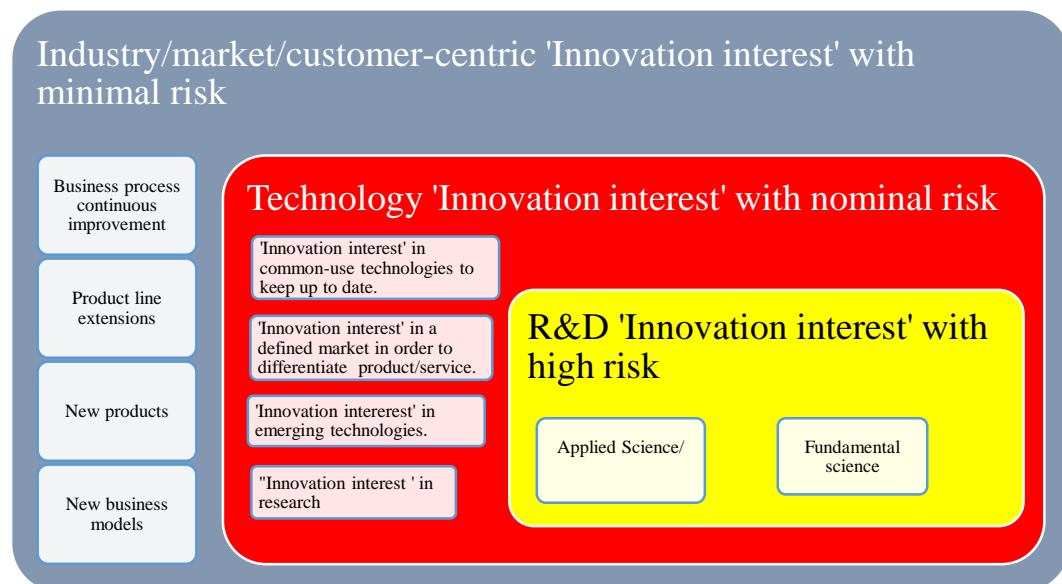 Industry/market/customer-centric 'Innovation interest' with
minimal risk
Business process
continuous
improvement
Product line
extensions
New products
New business
models
Technology 'Innovation interest' with nominal risk
'Innovation interest' in
common-use technologies to
keep up to date.
'Innovation interest' in a
defined market in order to
differentiate product/service.
'Innovation intererest' in
emerging technologies.
"Innovation interest ' in
research
R&D 'Innovation interest' with
high risk
Applied Science/
Fundamental
science